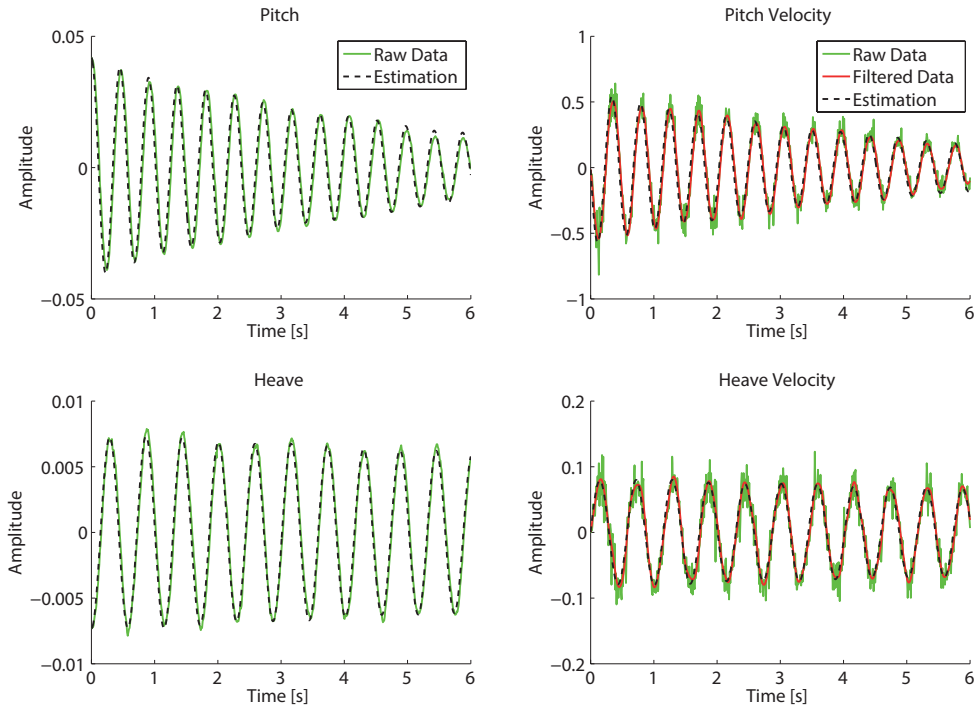 Pitch
0.05
0
−0.05
Amplitude
Raw Data
Estimation
0 1 2 3 4 5 6
Time [s]
Pitch Velocity
1
0.5
0
−0.5
−1
Amplitude
Raw Data
Filtered Data
Estimation
0 1 2 3 4 5 6
Time [s]
Heave
0.01
0.005
0
−0.005
−0.01
Amplitude
0 1 2 3 4 5 6
Time [s]
Heave Velocity
0.2
0.1
0
−0.1
−0.2
Amplitude
0 1 2 3 4 5 6
Time [s]